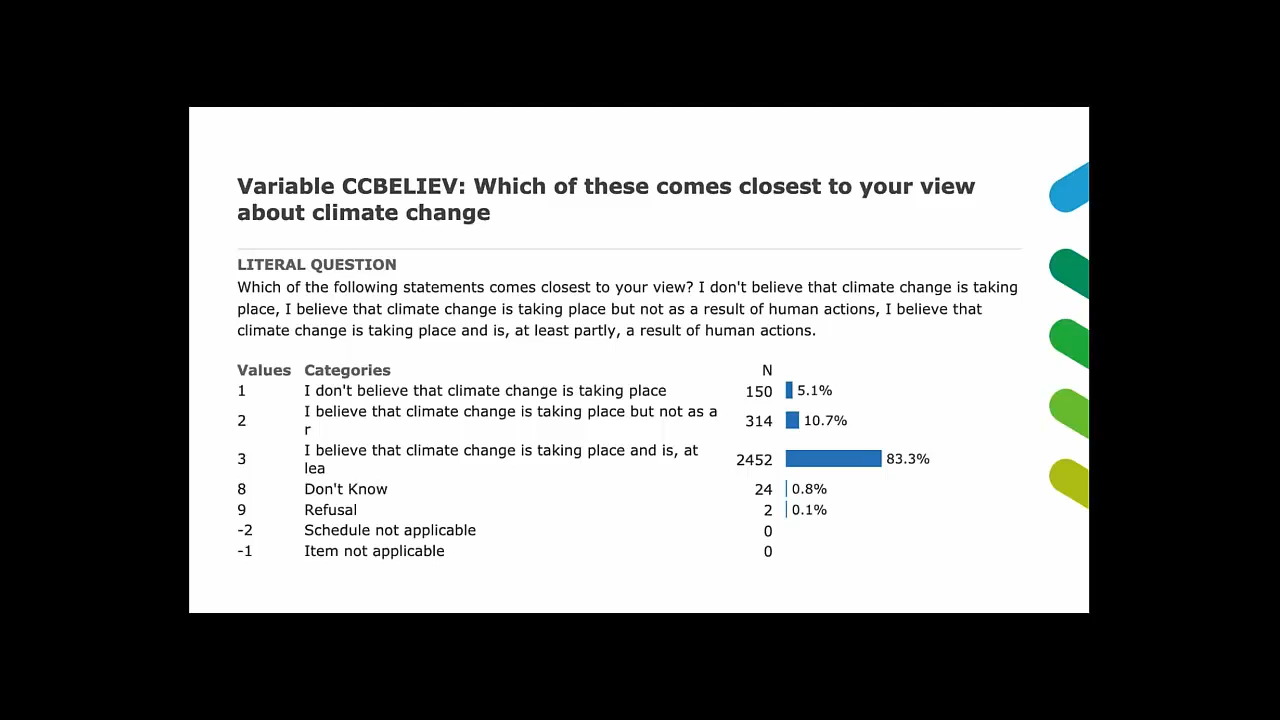 Variable CCBELIEV: Which of these comes closest to your view
about climate change
LITERAL QUESTION
Which of the following statements comes closest to your view? I don't believe that climate change is taking
place, I believe that climate change is taking place but not as a result of human actions, I believe that
climate change is taking place and is, at least partly, a result of human actions.
Values Categories N
1 I don't believe that climate change is taking place 150 5.1%
2 I believe that climate change is taking place but not as a 314 10.7%
r
3 I believe that climate change is taking place and is, at 2452 83.3%
lea
8 Don't Know 24 0.8%
9 Refusal 2 0.1%
-2 Schedule not applicable 0
-1 Item not applicable 0